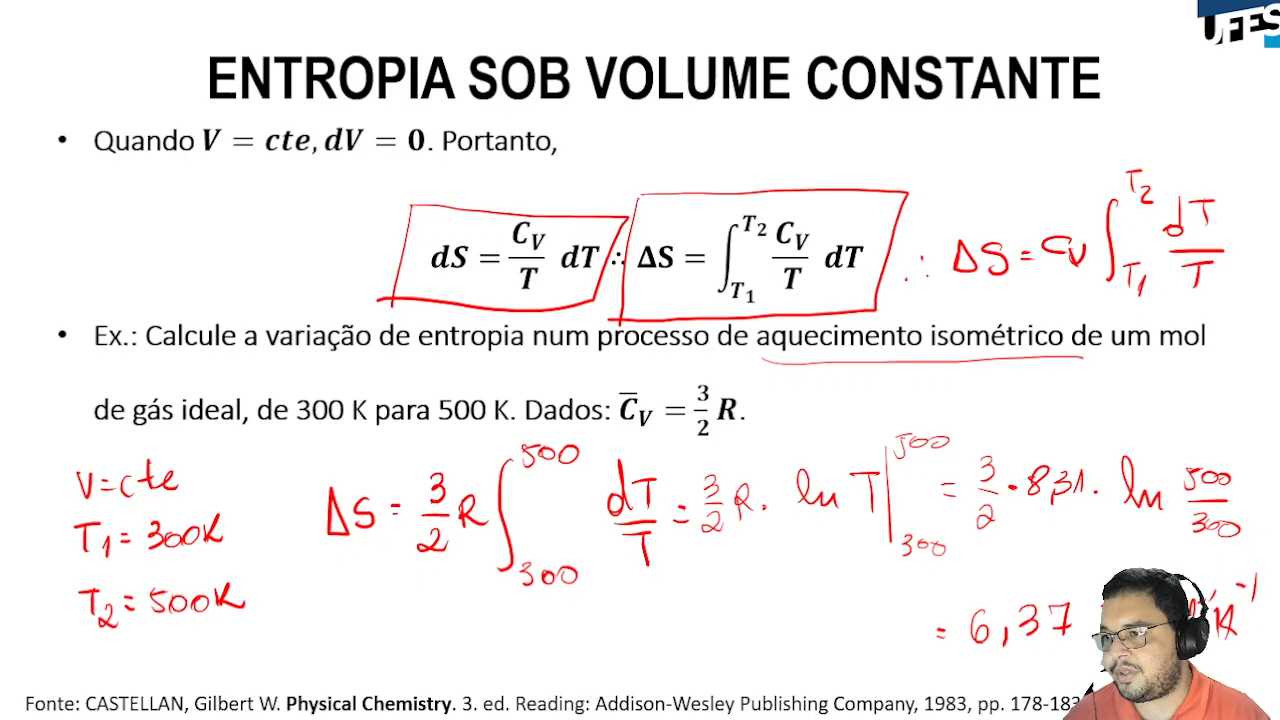 UFES
ENTROPIA SOB VOLUME CONSTANTE
• Quando V = cte, dV = 0. Portanto,
dS = C_V/T dT ∴ ΔS = ∫_{T_1}^{T_2} C_V/T dT ∴ ΔS = C_V ∫_{T_1}^{T_2} dT/T
• Ex.: Calcule a variação de entropia num processo de aquecimento isométrico de um mol
de gás ideal, de 300 K para 500 K. Dados: C̅_V = 3/2 R.
V=cte
T_1 = 300K
T_2 = 500K
ΔS = 3/2 R ∫_{300}^{500} dT/T = 3/2 R. ln T |_{300}^{500} = 3/2 • 8,31. ln 500/300
= 6,37 K^{-1}
Fonte: CASTELLAN, Gilbert W. Physical Chemistry. 3. ed. Reading: Addison-Wesley Publishing Company, 1983, pp. 178-183